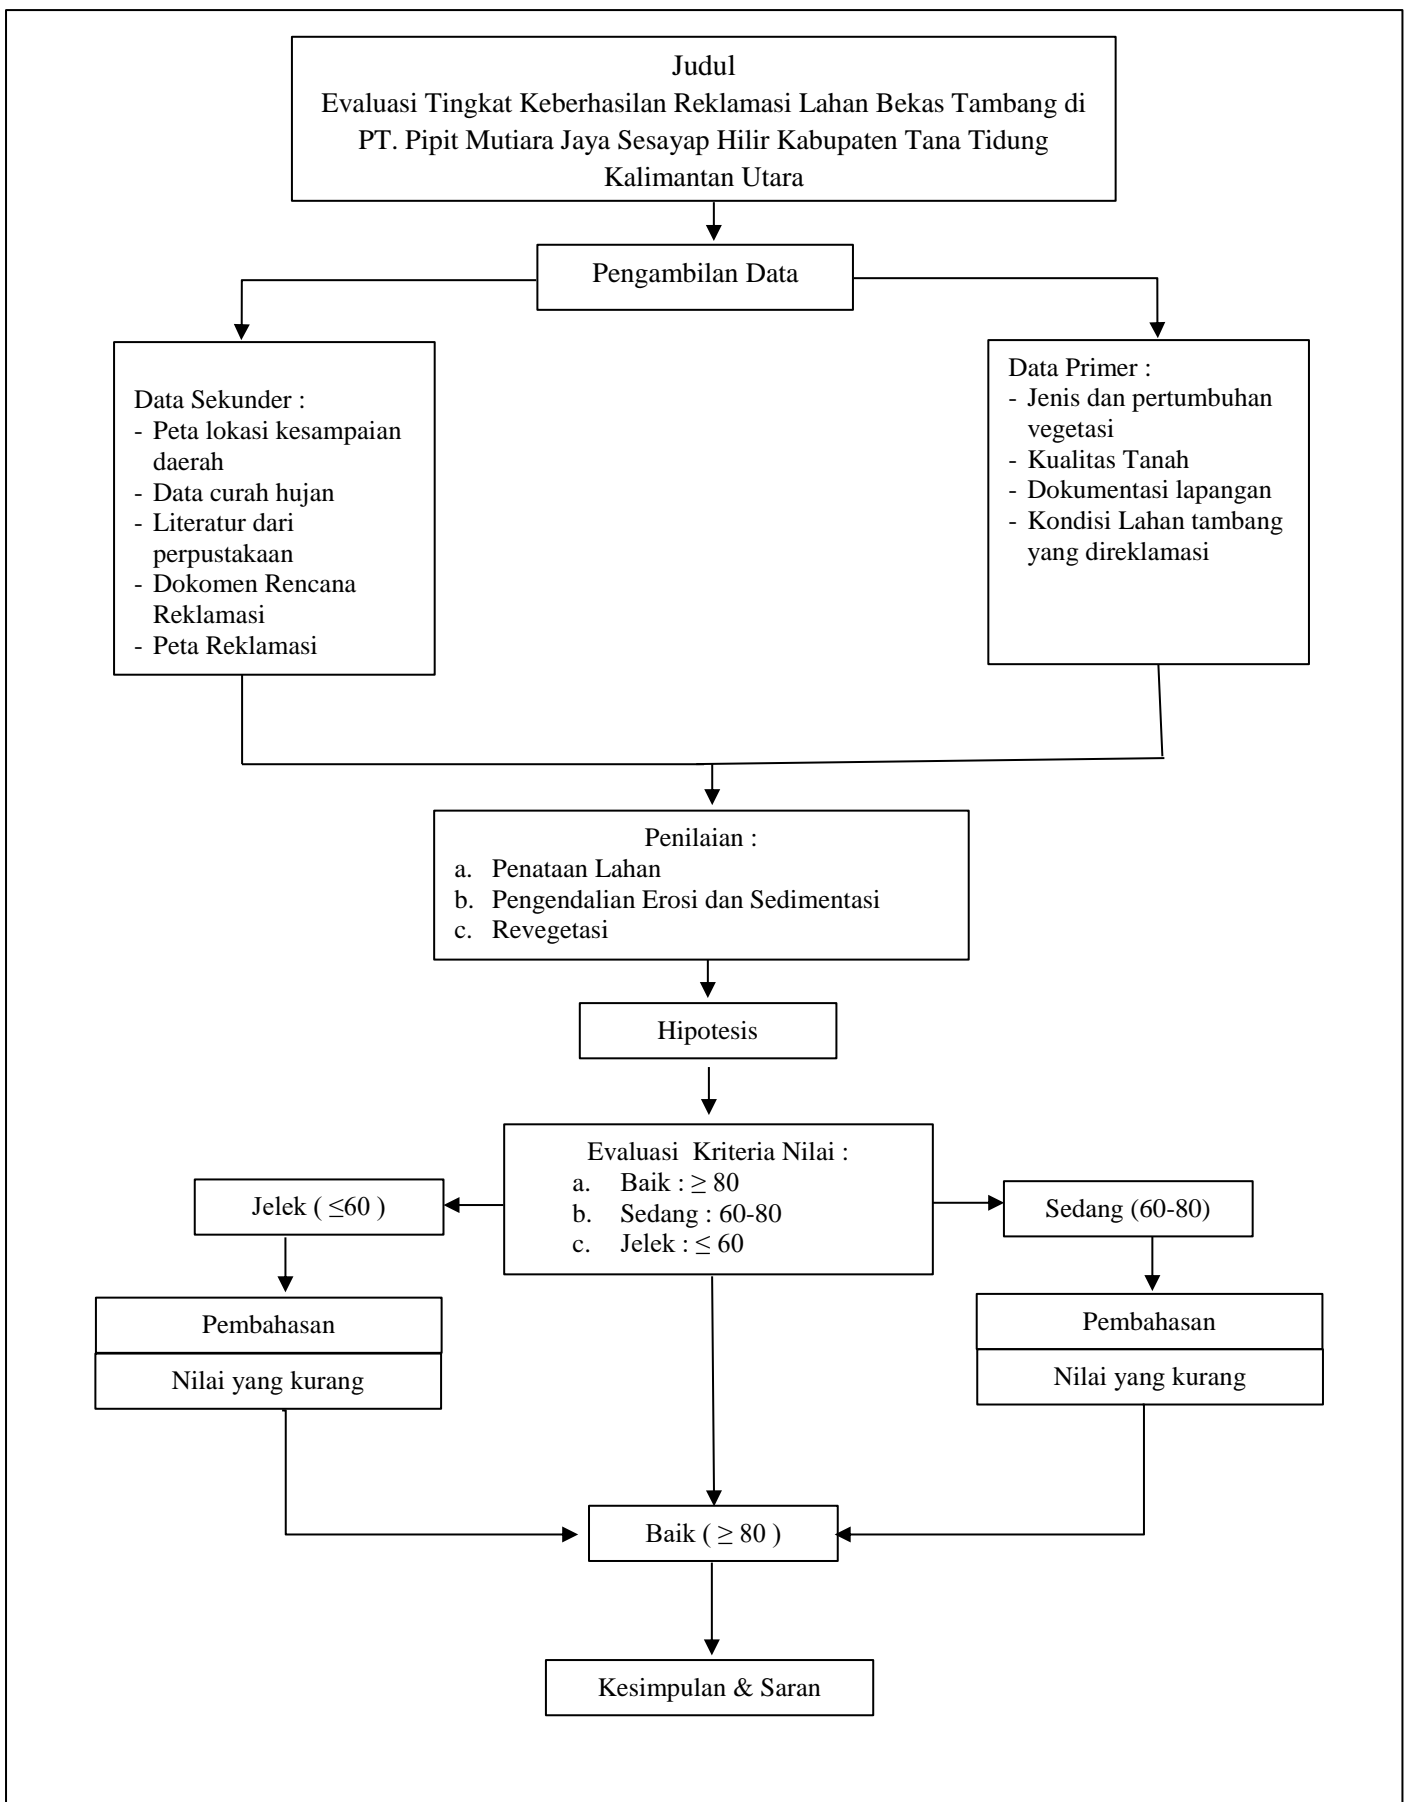 Judul
Evaluasi Tingkat Keberhasilan Reklamasi Lahan Bekas Tambang di
PT. Pipit Mutiara Jaya Sesayap Hilir Kabupaten Tana Tidung
Kalimantan Utara
Pengambilan Data
Data Sekunder :
- Peta lokasi kesampaian
daerah
- Data curah hujan
- Literatur dari
perpustakaan
- Dokomen Rencana
Reklamasi
- Peta Reklamasi
Data Primer :
- Jenis dan pertumbuhan
vegetasi
- Kualitas Tanah
- Dokumentasi lapangan
- Kondisi Lahan tambang
yang direklamasi
Penilaian :
a. Penataan Lahan
b. Pengendalian Erosi dan Sedimentasi
c. Revegetasi
Hipotesis
Evaluasi Kriteria Nilai :
a. Baik : ≥ 80
b. Sedang : 60-80
c. Jelek : ≤ 60
Jelek ( ≤60 )
Sedang (60-80)
Pembahasan
Nilai yang kurang
Pembahasan
Nilai yang kurang
Baik ( ≥ 80 )
Kesimpulan & Saran